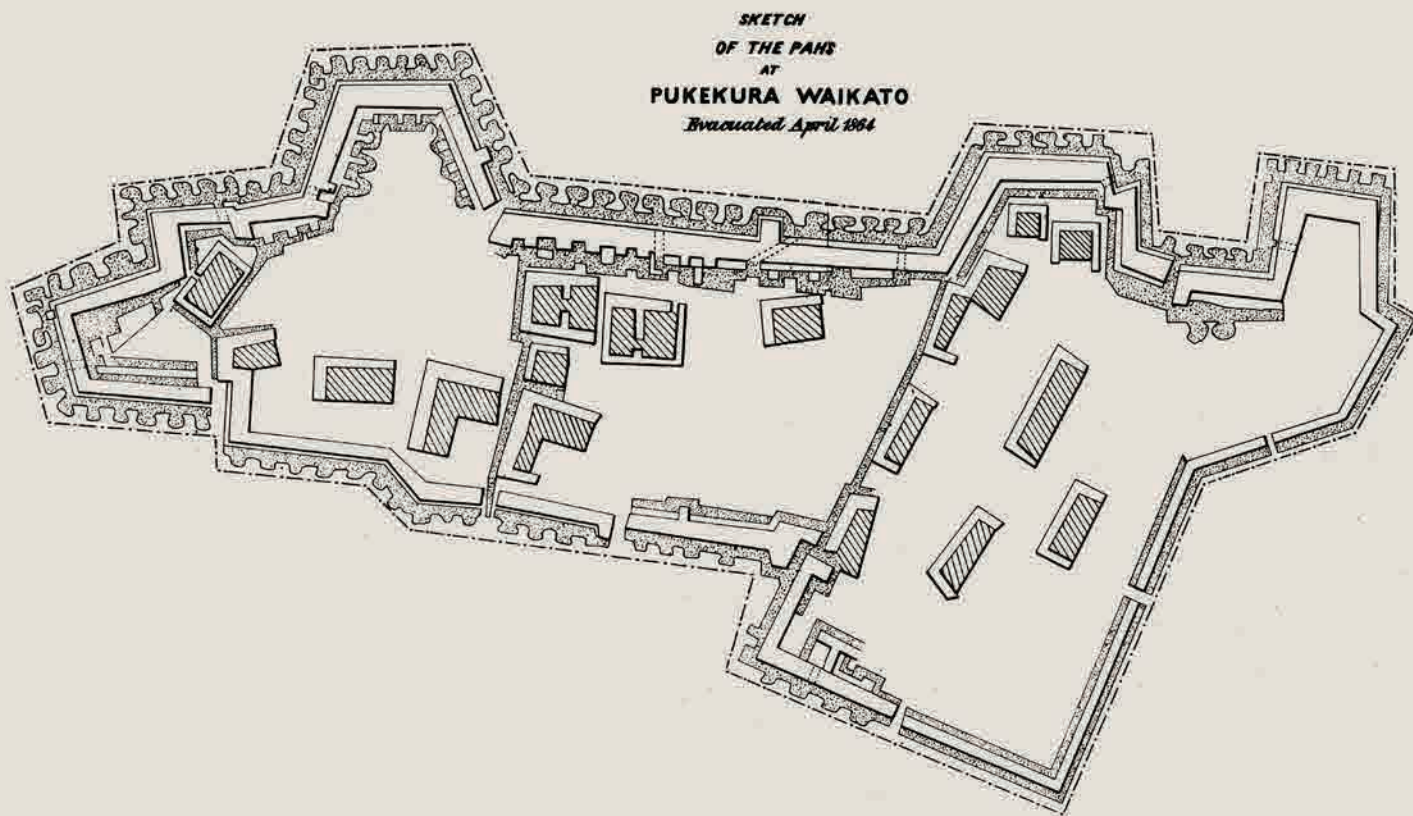 SKETCH
OF THE PAHS
AT
PUKEKURA WAIKATO
Evacuated April 1864